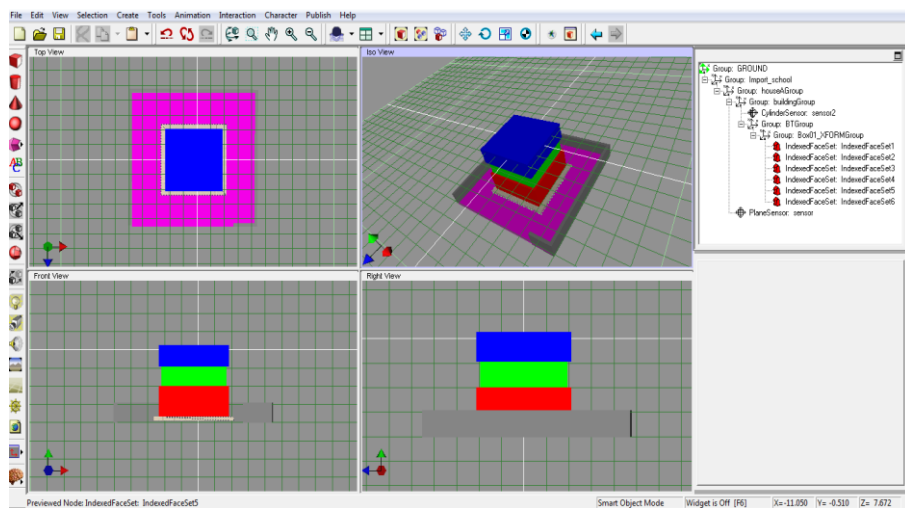 File Edit View Selection Create Tools Animation Interaction Character Publish Help
Top View
Iso View
Group: GROUND
Group: Import_school
Group: houseAGroup
Group: buildingGroup
CylinderSensor: sensor2
Group: BTGroup
Group: Box01_XFORMGroup
IndexedFaceSet: IndexedFaceSet1
IndexedFaceSet: IndexedFaceSet2
IndexedFaceSet: IndexedFaceSet3
IndexedFaceSet: IndexedFaceSet4
IndexedFaceSet: IndexedFaceSet5
IndexedFaceSet: IndexedFaceSet6
PlaneSensor: sensor
ABC
Front View
Right View
Previewed Node: IndexedFaceSet: IndexedFaceSet5
Smart Object Mode
Widget is Off [F6]
X=-11.050 Y= -0.510 Z= 7.672